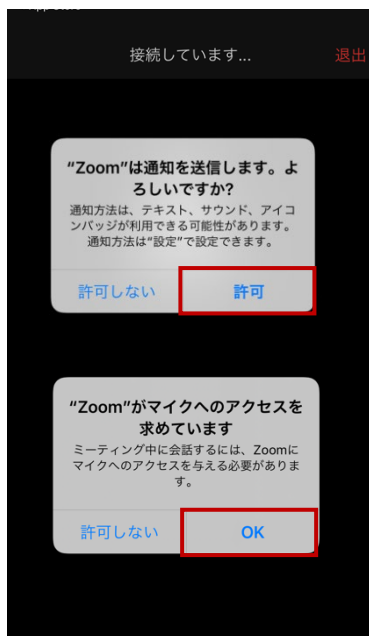 App Store
接続しています...
退出
“Zoom”は通知を送信します。よ
ろしいですか?
通知方法は、テキスト、サウンド、アイコ
ンバッジが利用できる可能性があります。
通知方法は“設定”で設定できます。
許可しない
許可
“Zoom”がマイクへのアクセスを
求めています
ミーティング中に会話するには、Zoomに
マイクへのアクセスを与える必要がありま
す。
許可しない
OK